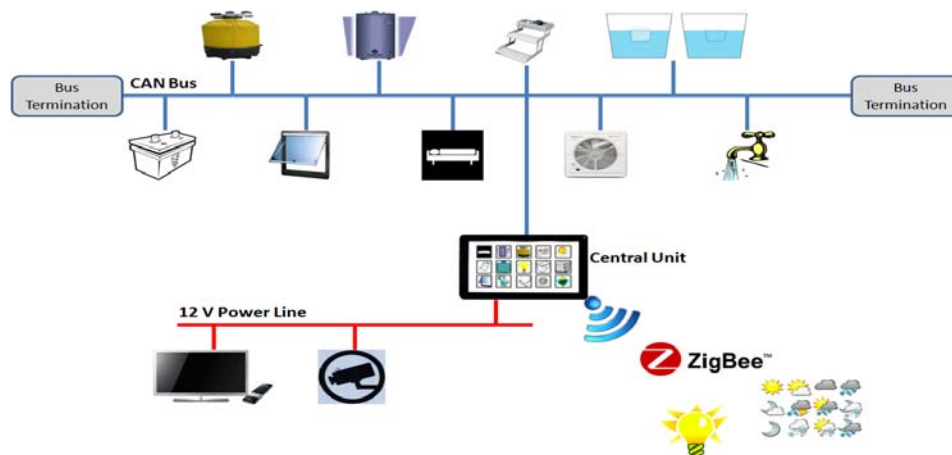 CAN Bus
Bus
Termination
Bus
Termination
Central Unit
12 V Power Line
ZigBee™